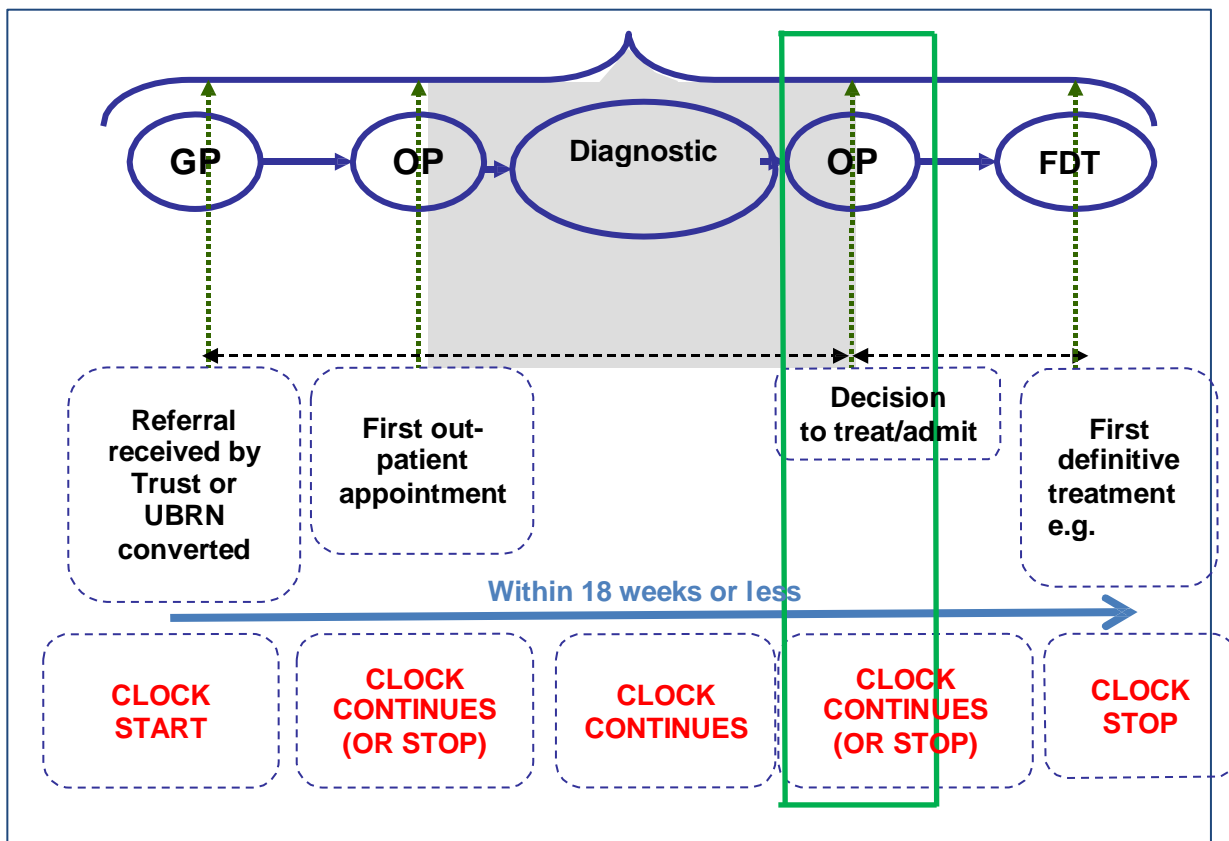 GP
OP
Diagnostic
OP
FDT
Referral
received by
Trust or
UBRN
converted
First out-
patient
appointment
Decision
to treat/admit
First
definitive
treatment
e.g.
Within 18 weeks or less
CLOCK
START
CLOCK
CONTINUES
(OR STOP)
CLOCK
CONTINUES
CLOCK
CONTINUES
(OR STOP)
CLOCK
STOP